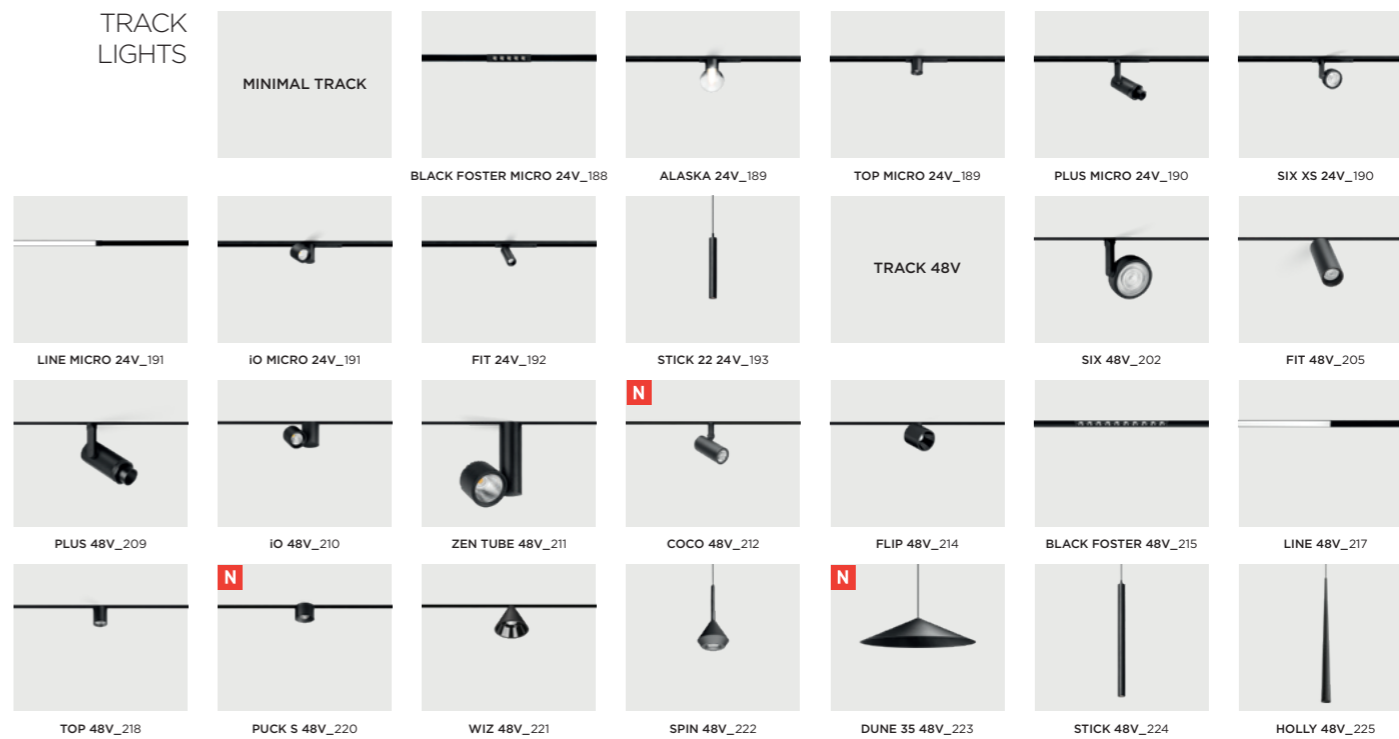 TRACK
LIGHTS
MINIMAL TRACK
BLACK FOSTER MICRO 24V_188
ALASKA 24V_189
TOP MICRO 24V_189
PLUS MICRO 24V_190
SIX XS 24V_190
LINE MICRO 24V_191
iO MICRO 24V_191
FIT 24V_192
STICK 22 24V_193
TRACK 48V
SIX 48V_202
FIT 48V_205
PLUS 48V_209
iO 48V_210
ZEN TUBE 48V_211
N
COCO 48V_212
FLIP 48V_214
BLACK FOSTER 48V_215
LINE 48V_217
TOP 48V_218
N
PUCK S 48V_220
WIZ 48V_221
SPIN 48V_222
N
DUNE 35 48V_223
STICK 48V_224
HOLLY 48V_225